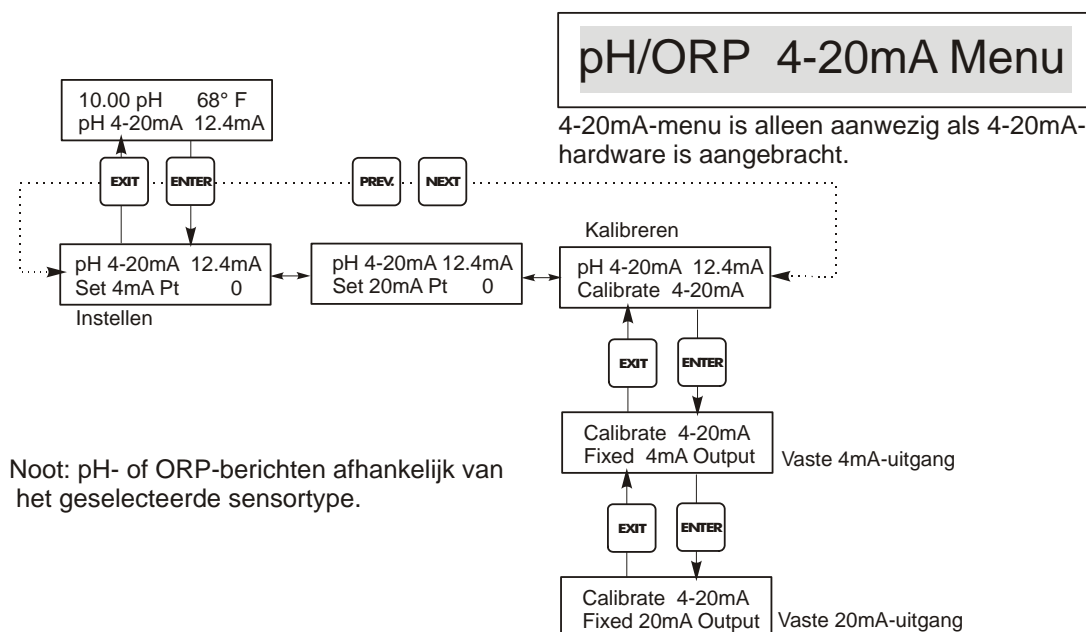 pH/ORP 4-20mA Menu
4-20mA-menu is alleen aanwezig als 4-20mA-
hardware is aangebracht.
10.00 pH 68° F
pH 4-20mA 12.4mA
EXIT ENTER PREV. NEXT
pH 4-20mA 12.4mA
Set 4mA Pt 0
Instellen
pH 4-20mA 12.4mA
Set 20mA Pt 0
Kalibreren
pH 4-20mA 12.4mA
Calibrate 4-20mA
EXIT ENTER
Calibrate 4-20mA
Fixed 4mA Output
Vaste 4mA-uitgang
Noot: pH- of ORP-berichten afhankelijk van
het geselecteerde sensortype.
EXIT ENTER
Calibrate 4-20mA
Fixed 20mA Output
Vaste 20mA-uitgang